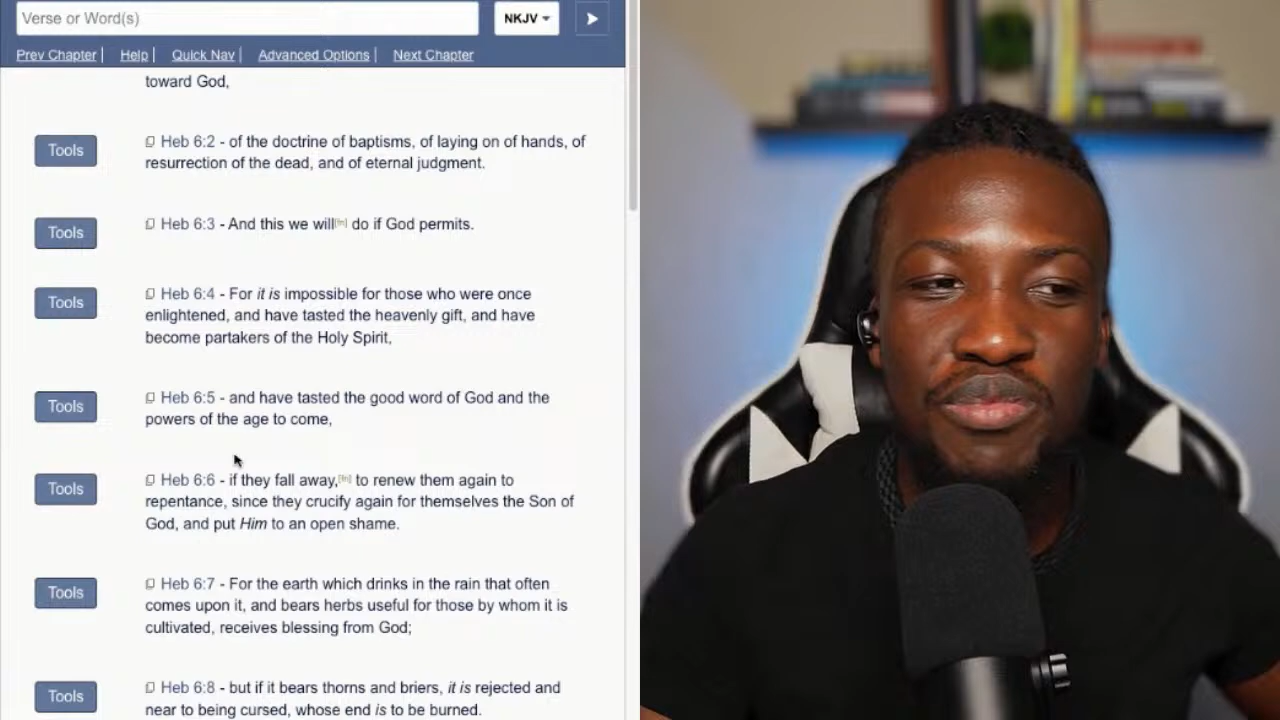 Verse or Word(s)
NKJV
Prev Chapter | Help | Quick Nav | Advanced Options | Next Chapter
toward God,
Tools
Heb 6:2 - of the doctrine of baptisms, of laying on of hands, of
resurrection of the dead, and of eternal judgment.
Tools
Heb 6:3 - And this we will[fn] do if God permits.
Tools
Heb 6:4 - For it is impossible for those who were once
enlightened, and have tasted the heavenly gift, and have
become partakers of the Holy Spirit,
Tools
Heb 6:5 - and have tasted the good word of God and the
powers of the age to come,
Tools
Heb 6:6 - if they fall away,[fn] to renew them again to
repentance, since they crucify again for themselves the Son of
God, and put Him to an open shame.
Tools
Heb 6:7 - For the earth which drinks in the rain that often
comes upon it, and bears herbs useful for those by whom it is
cultivated, receives blessing from God;
Tools
Heb 6:8 - but if it bears thorns and briers, it is rejected and
near to being cursed, whose end is to be burned.